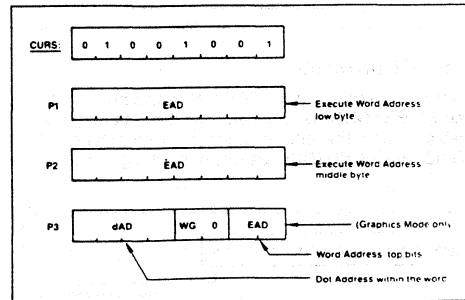 CURS: 0 1 0 0 1 0 0 1
P1 EAD Execute Word Address
low byte
P2 EAD Execute Word Address
middle byte
P3 dAD WG 0 EAD (Graphics Mode only)
Word Address top bits
Dot Address within the word